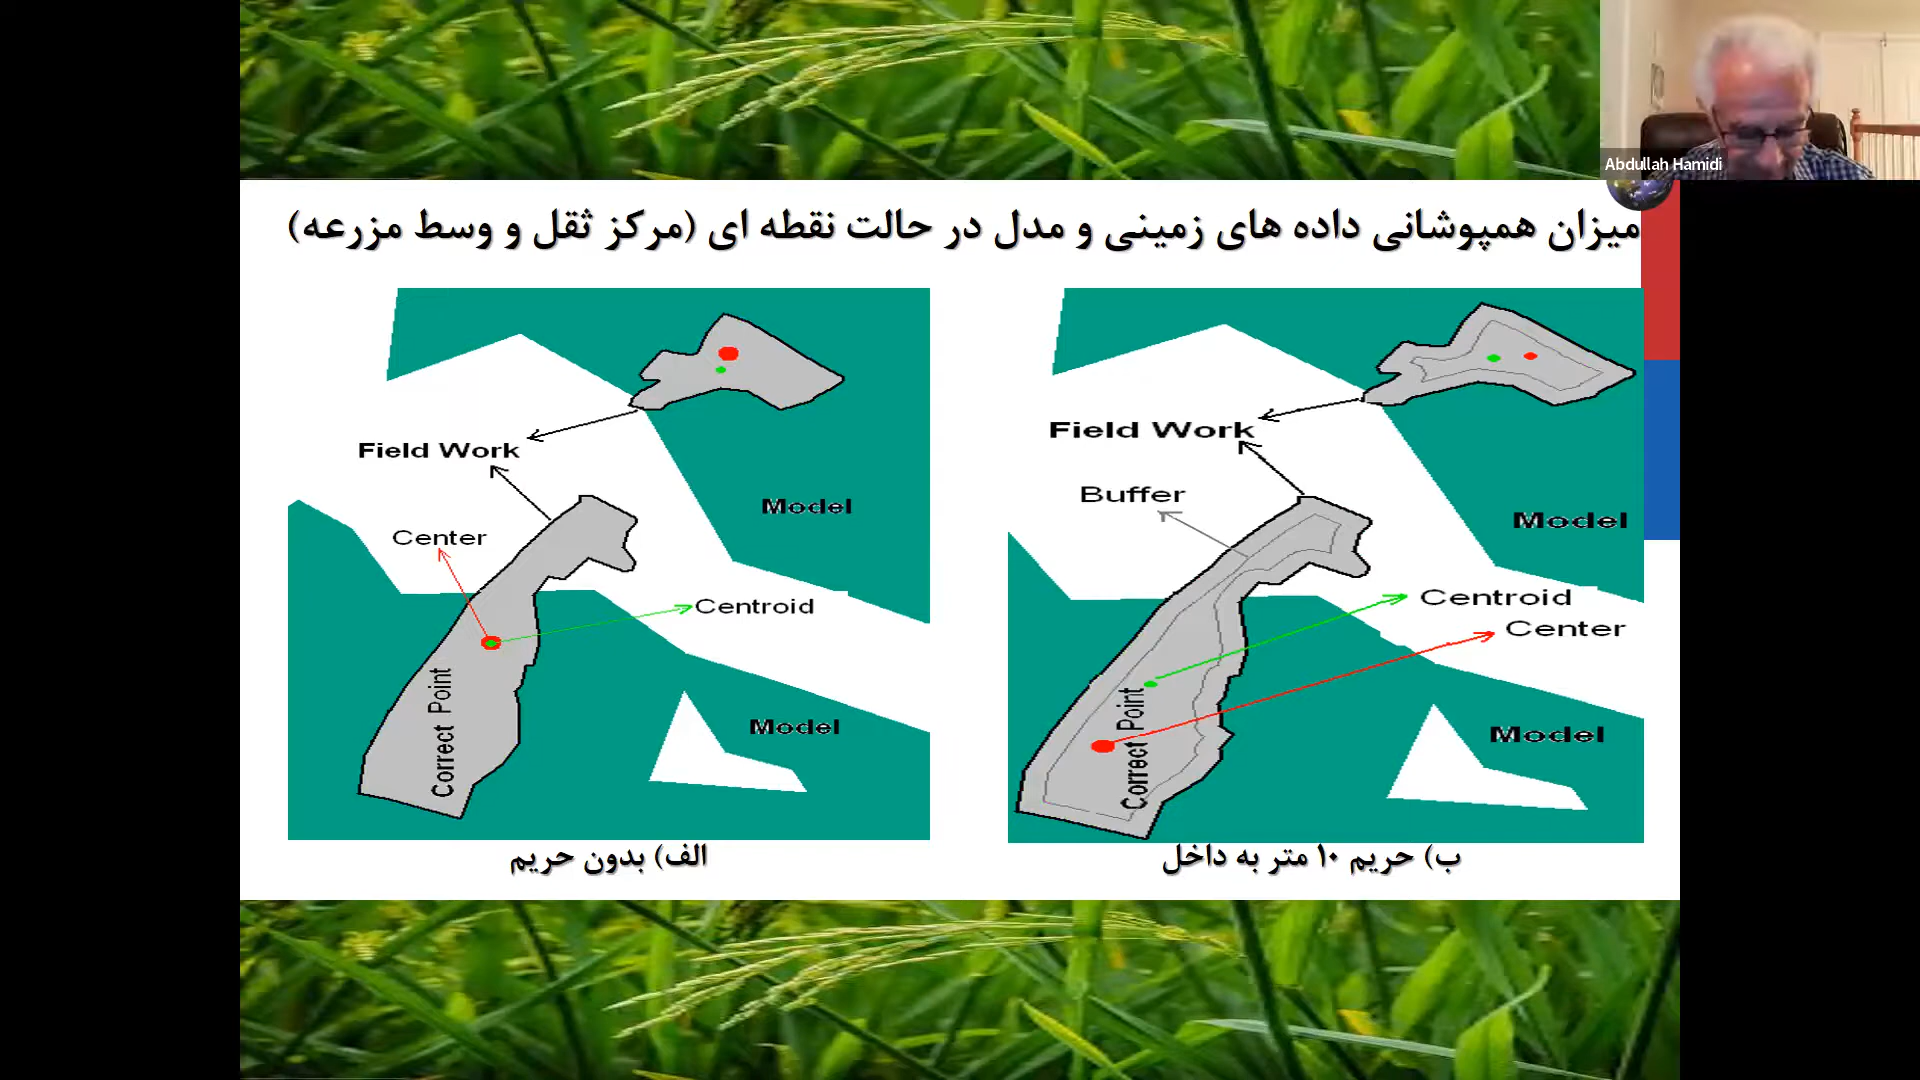 Abdullah Hamidi
میزان همپوشانی داده های زمینی و مدل در حالت نقطه ای (مرکز ثقل و وسط مزرعه)
Field Work
Model
Center
Centroid
Correct Point
Model
الف) بدون حریم
Field Work
Buffer
Model
Centroid
Center
Correct Point
Model
ب) حریم ۱۰ متر به داخل